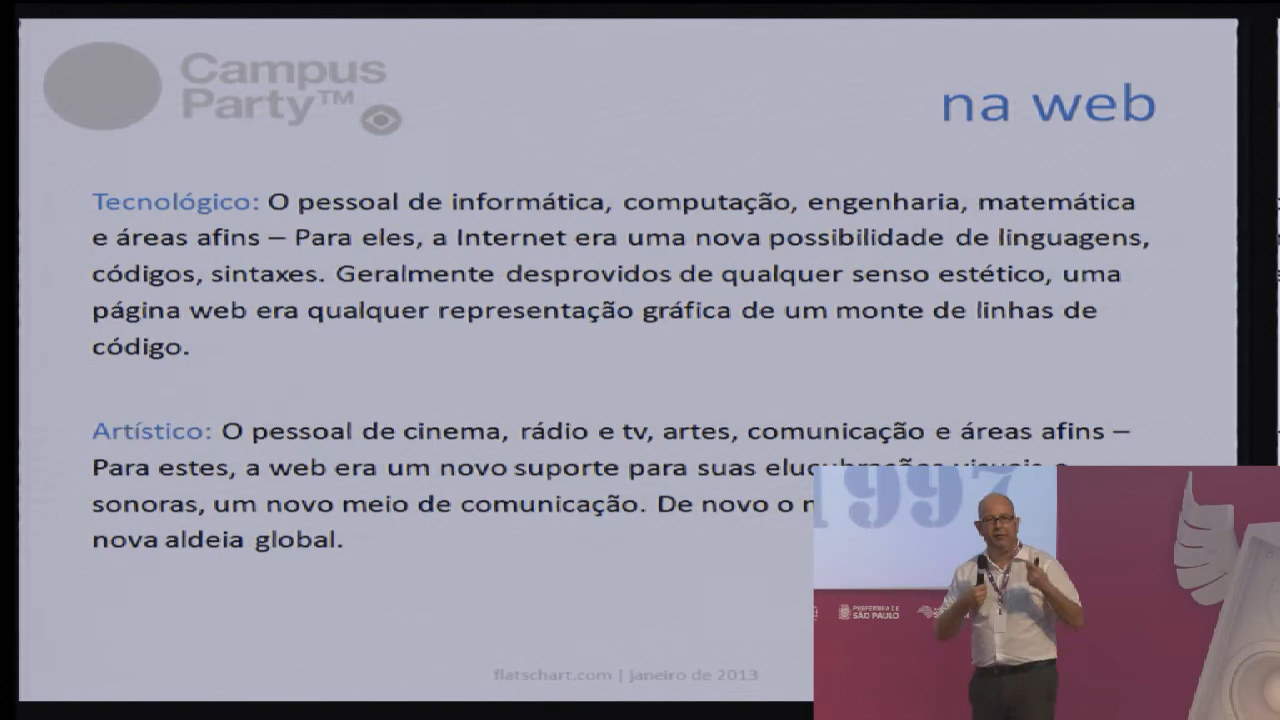 Campus
Party™
na web
Tecnológico: O pessoal de informática, computação, engenharia, matemática
e áreas afins – Para eles, a Internet era uma nova possibilidade de linguagens,
códigos, sintaxes. Geralmente desprovidos de qualquer senso estético, uma
página web era qualquer representação gráfica de um monte de linhas de
código.
Artístico: O pessoal de cinema, rádio e tv, artes, comunicação e áreas afins –
Para estes, a web era um novo suporte para suas elucubrações visuais e
sonoras, um novo meio de comunicação. De novo o
nova aldeia global.
1997
PREFEITURA DE
SÃO PAULO
flatschart.com | janeiro de 2013